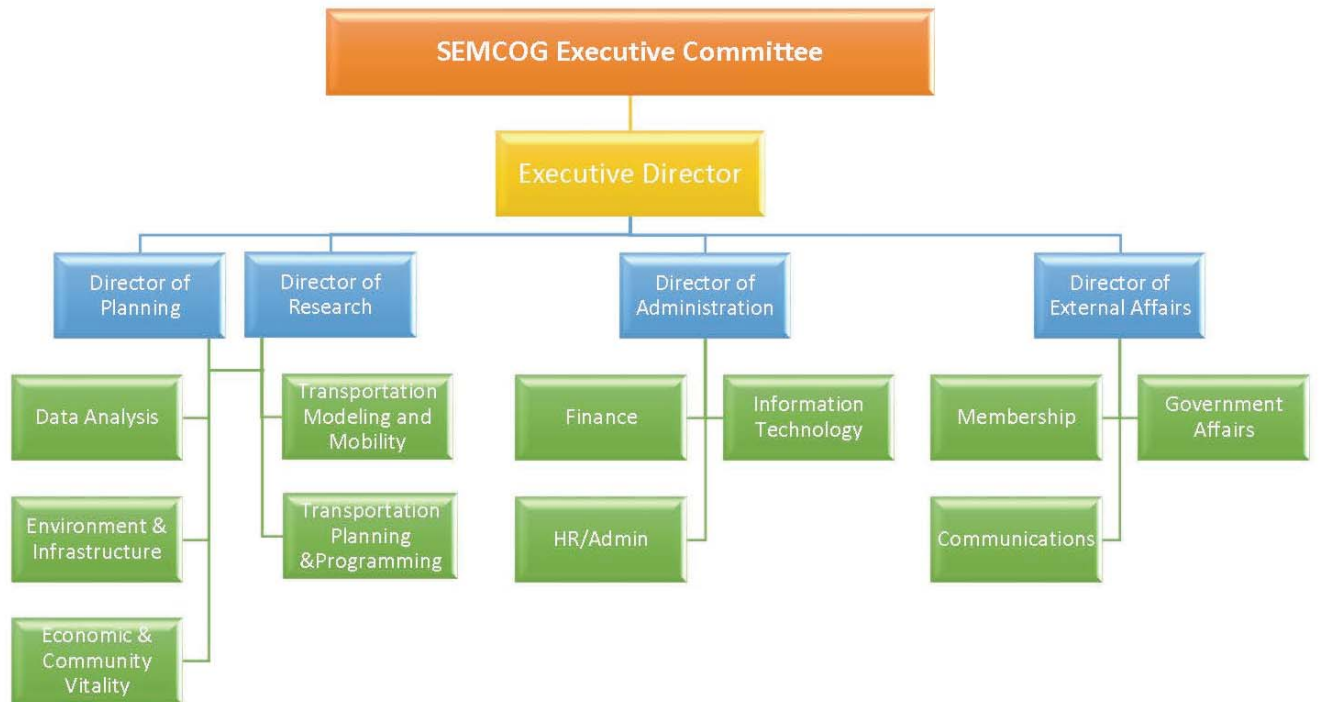 SEMCOG Executive Committee
Executive Director
Director of
Planning
Director of
Research
Director of
Administration
Director of
External Affairs
Data Analysis
Transportation
Modeling and
Mobility
Finance
Information
Technology
Membership
Government
Affairs
Environment &
Infrastructure
Transportation
Planning
&Programming
HR/Admin
Communications
Economic &
Community
Vitality